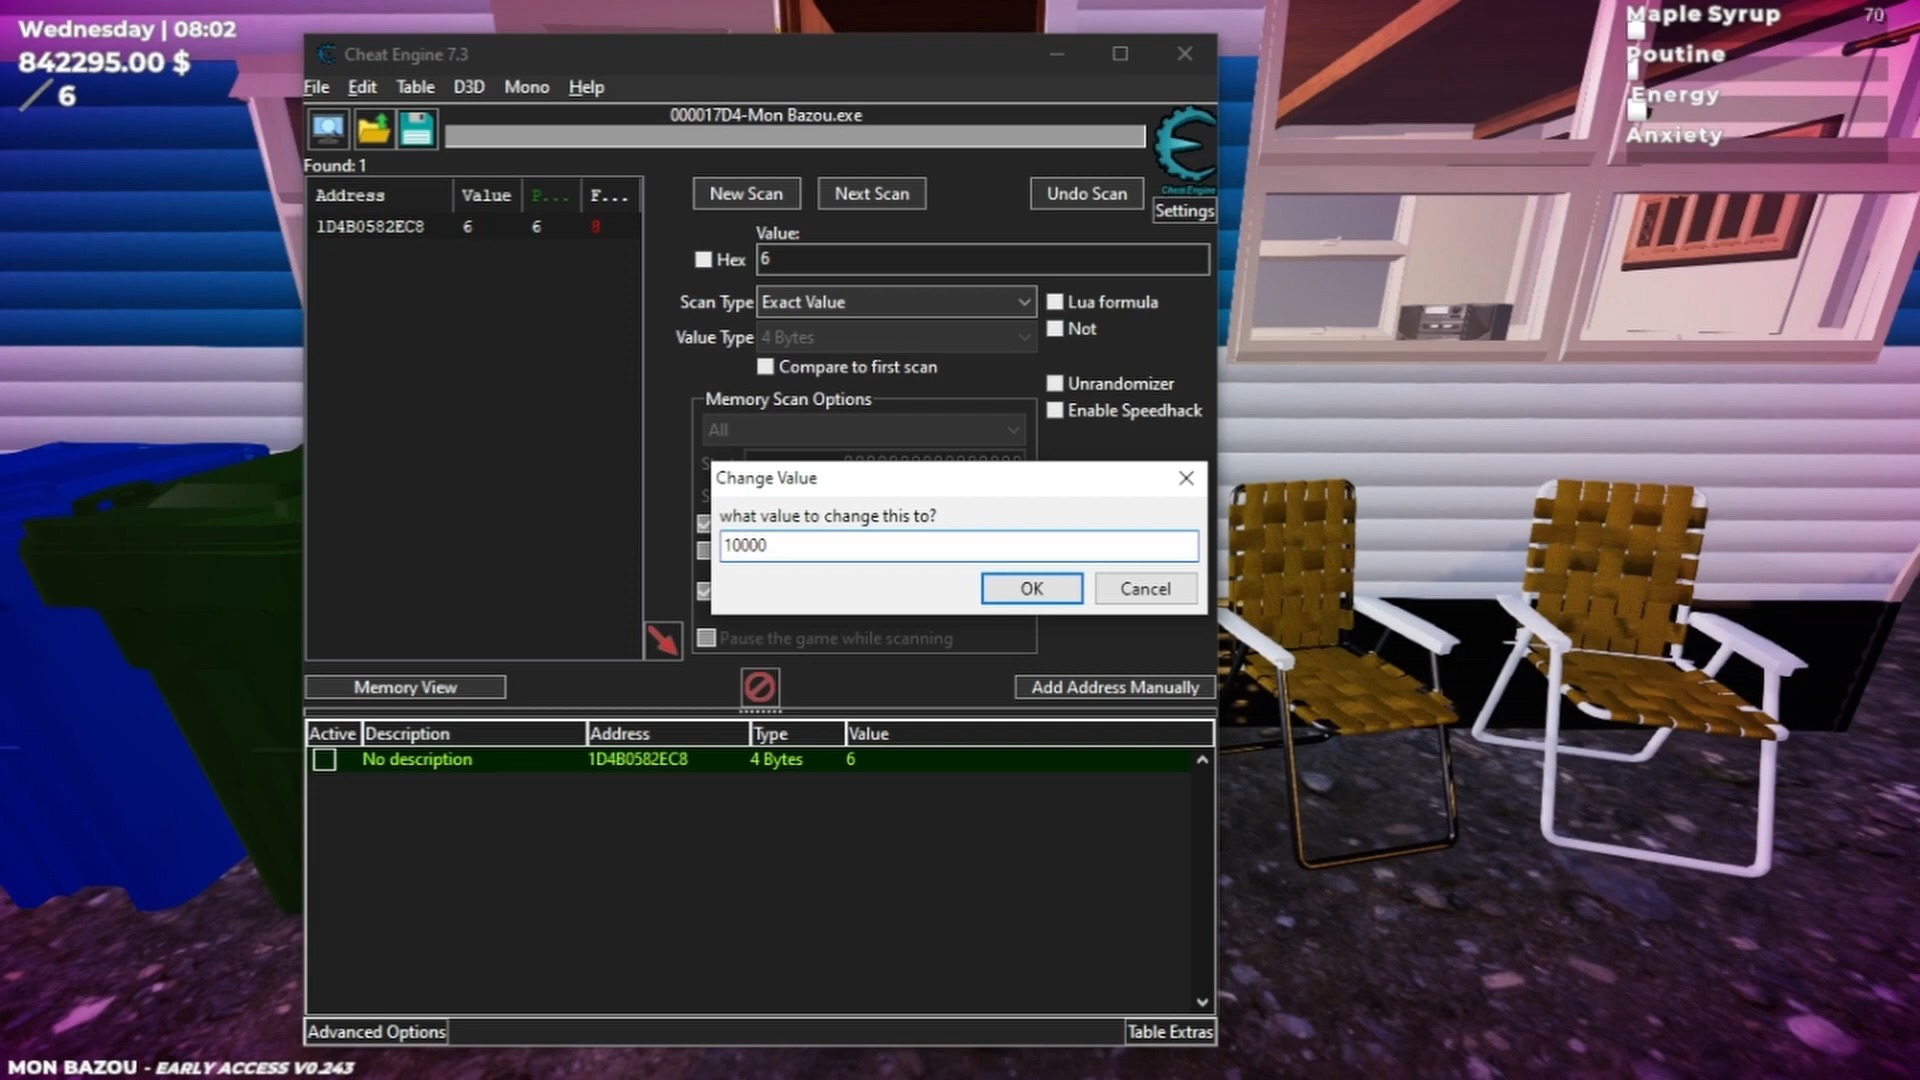 Wednesday | 08:02
842295.00 $
6
Maple Syrup
70
Poutine
Energy
Anxiety
Cheat Engine 7.3
File Edit Table D3D Mono Help
000017D4-Mon Bazou.exe
Cheat Engine
Settings
Found: 1
Address Value P... F...
1D4B0582EC8 6 6 8
New Scan Next Scan Undo Scan
Value:
Hex 6
Scan Type Exact Value
Lua formula
Not
Value Type 4 Bytes
Compare to first scan
Unrandomizer
Enable Speedhack
Memory Scan Options
All
Change Value
what value to change this to?
10000
OK Cancel
Pause the game while scanning
Memory View
Add Address Manually
Active Description Address Type Value
No description 1D4B0582EC8 4 Bytes 6
Advanced Options
Table Extras
MON BAZOU - EARLY ACCESS V0.243